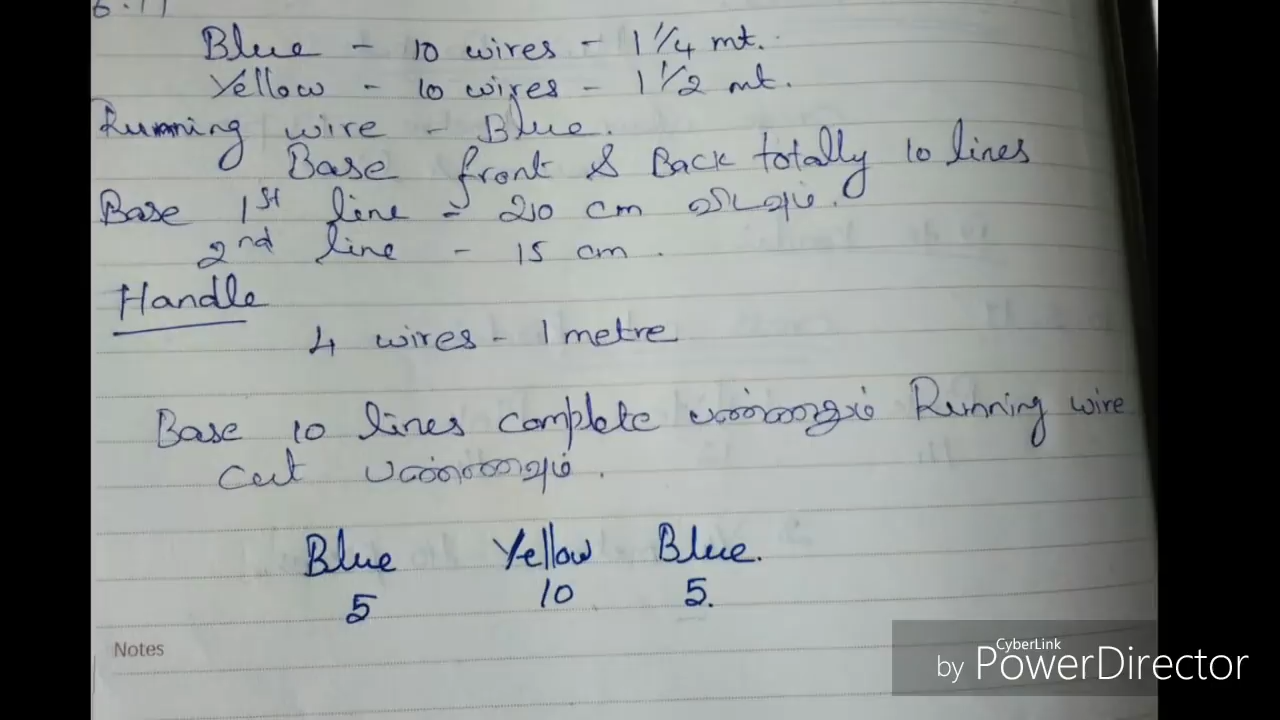 Blue - 10 wires - 1 1/4 mt.
Yellow - 10 wires - 1 1/2 mt.
Running wire - Blue.
Base front & Back totally 10 lines
Base 1st line - 20 cm விடவும்.
2nd line - 15 cm.
Handle
4 wires - 1 metre
Base 10 lines complete பண்ணதும் Running wire
cut பண்ணவும்.
Blue Yellow Blue.
5 10 5.
Notes
by CyberLink PowerDirector